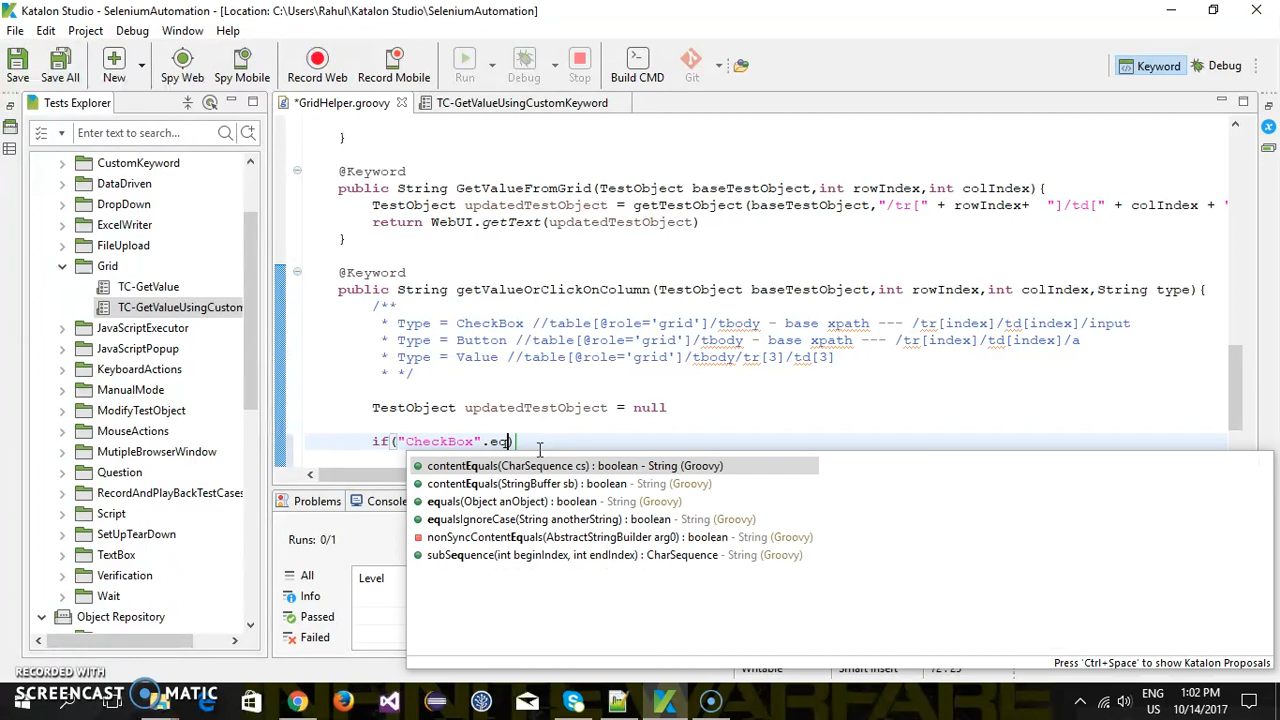 Katalon Studio - SeleniumAutomation - [Location: C:\Users\Rahul\Katalon Studio\SeleniumAutomation]
File Edit Project Debug Window Help
Save Save All New Spy Web Spy Mobile Record Web Record Mobile Run Debug Stop Build CMD Git Keyword Debug
Tests Explorer
*GridHelper.groovy TC-GetValueUsingCustomKeyword
Enter text to search...
CustomKeyword
DataDriven
DropDown
ExcelWriter
FileUpload
Grid
TC-GetValue
TC-GetValueUsingCustom
JavaScriptExecutor
JavaScriptPopup
KeyboardActions
ManualMode
ModifyTestObject
MouseActions
MutipleBrowserWindow
Question
RecordAndPlayBackTestCases
Script
SetUpTearDown
TextBox
Verification
Wait
Object Repository
}
@Keyword
public String GetValueFromGrid(TestObject baseTestObject,int rowIndex,int colIndex){
TestObject updatedTestObject = getTestObject(baseTestObject,"/tr[" + rowIndex+ "]/td[" + colIndex + "
return WebUI.getText(updatedTestObject)
}
@Keyword
public String getValueOrClickOnColumn(TestObject baseTestObject,int rowIndex,int colIndex,String type){
/**
* Type = CheckBox //table[@role='grid']/tbody - base xpath --- /tr[index]/td[index]/input
* Type = Button //table[@role='grid']/tbody - base xpath --- /tr[index]/td[index]/a
* Type = Value //table[@role='grid']/tbody/tr[3]/td[3]
* */
TestObject updatedTestObject = null
if("CheckBox".eq)
contentEquals(CharSequence cs) : boolean - String (Groovy)
contentEquals(StringBuffer sb) : boolean - String (Groovy)
equals(Object anObject) : boolean - String (Groovy)
equalsIgnoreCase(String anotherString) : boolean - String (Groovy)
nonSyncContentEquals(AbstractStringBuilder arg0) : boolean - String (Groovy)
subSequence(int beginIndex, int endIndex) : CharSequence - String (Groovy)
Press 'Ctrl+Space' to show Katalon Proposals
Problems Console
Runs: 0/1
All
Info
Passed
Failed
Level
Writable Smart Insert 72 : 25
RECORDED WITH
SCREENCAST MATIC
ENG
US
1:02 PM
10/14/2017